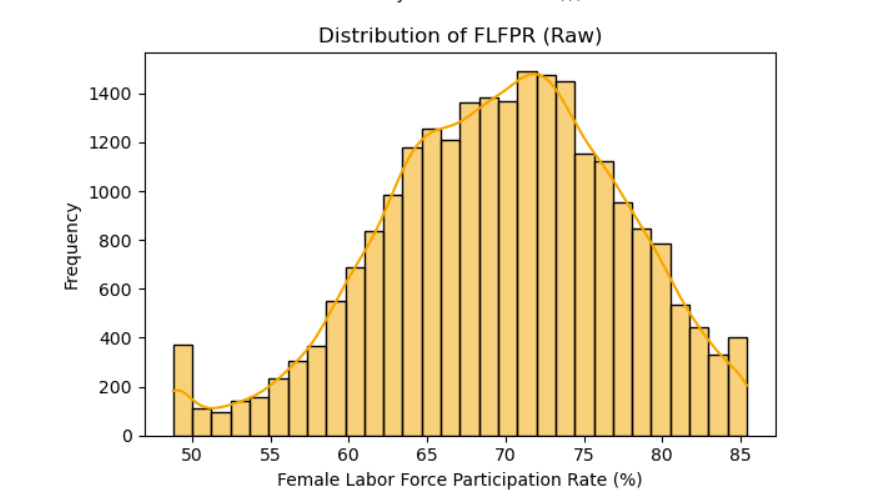 Distribution of FLFPR (Raw)
Frequency
1400
1200
1000
800
600
400
200
0
50 55 60 65 70 75 80 85
Female Labor Force Participation Rate (%)